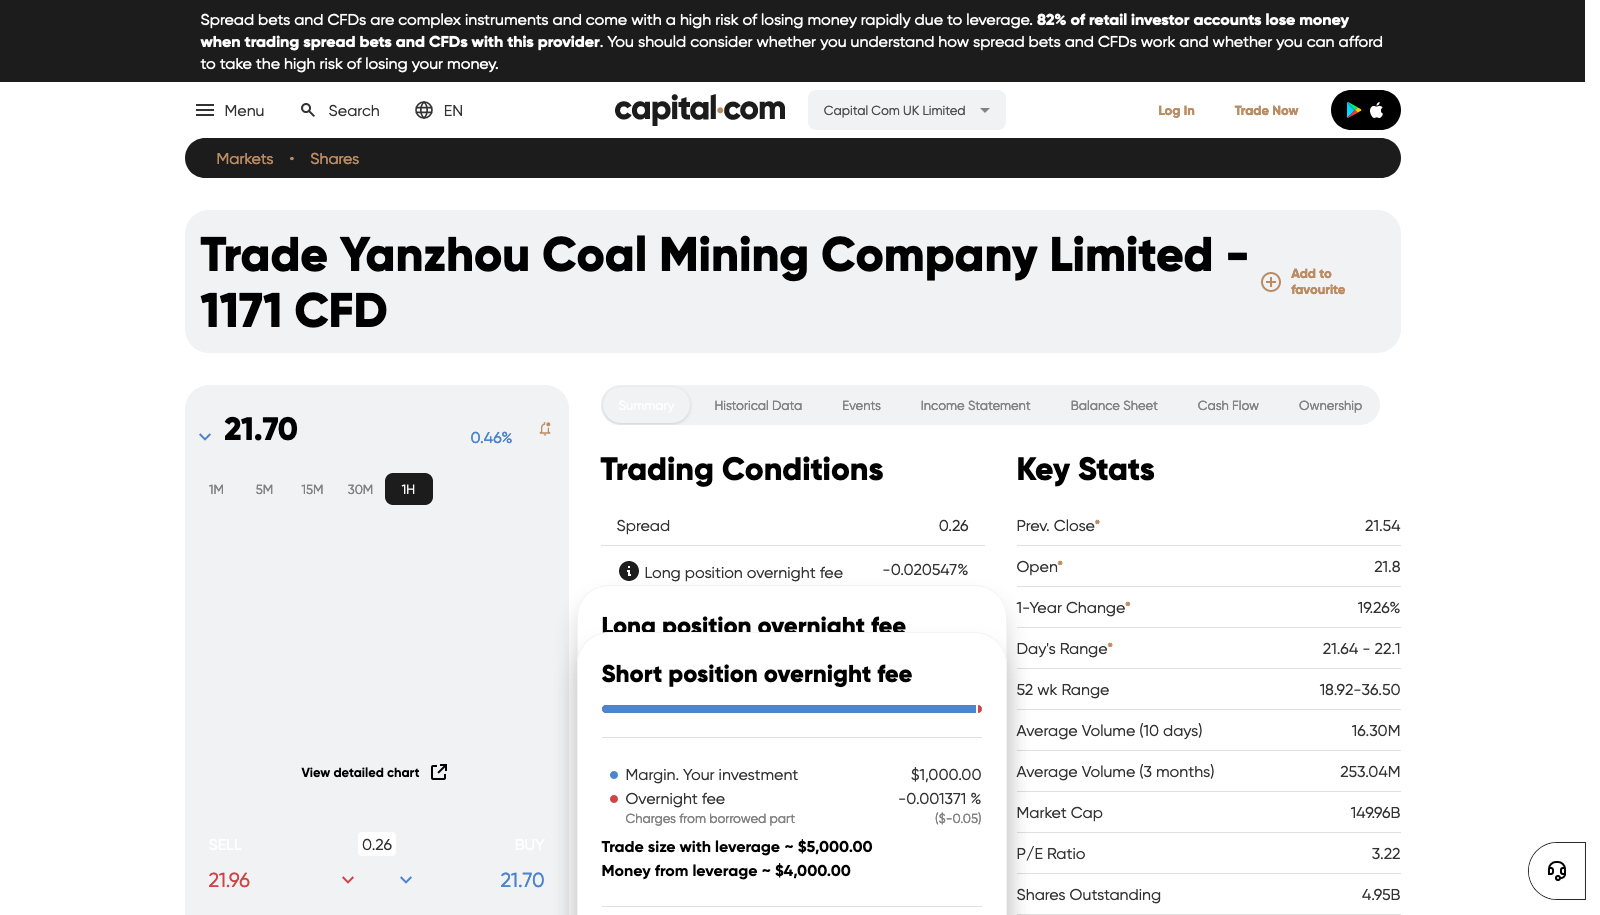 Spread bets and CFDs are complex instruments and come with a high risk of losing money rapidly due to leverage. 82% of retail investor accounts lose money
when trading spread bets and CFDs with this provider. You should consider whether you understand how spread bets and CFDs work and whether you can afford
to take the high risk of losing your money.
Menu
Search
EN
capital.com
Capital Com UK Limited
Log In
Trade Now
Markets
Shares
Trade Yanzhou Coal Mining Company Limited -
1171 CFD
Add to
favourite
21.70
0.46%
1M
5M
15M
30M
1H
View detailed chart
SELL
0.26
BUY
21.96
21.70
Summary
Historical Data
Events
Income Statement
Balance Sheet
Cash Flow
Ownership
Trading Conditions
Spread 0.26
Long position overnight fee -0.020547%
Long position overnight fee
Short position overnight fee
Margin. Your investment $1,000.00
Overnight fee -0.001371 %
Charges from borrowed part ($-0.05)
Trade size with leverage ~ $5,000.00
Money from leverage ~ $4,000.00
Key Stats
Prev. Close* 21.54
Open* 21.8
1-Year Change* 19.26%
Day's Range* 21.64 - 22.1
52 wk Range 18.92-36.50
Average Volume (10 days) 16.30M
Average Volume (3 months) 253.04M
Market Cap 149.96B
P/E Ratio 3.22
Shares Outstanding 4.95B